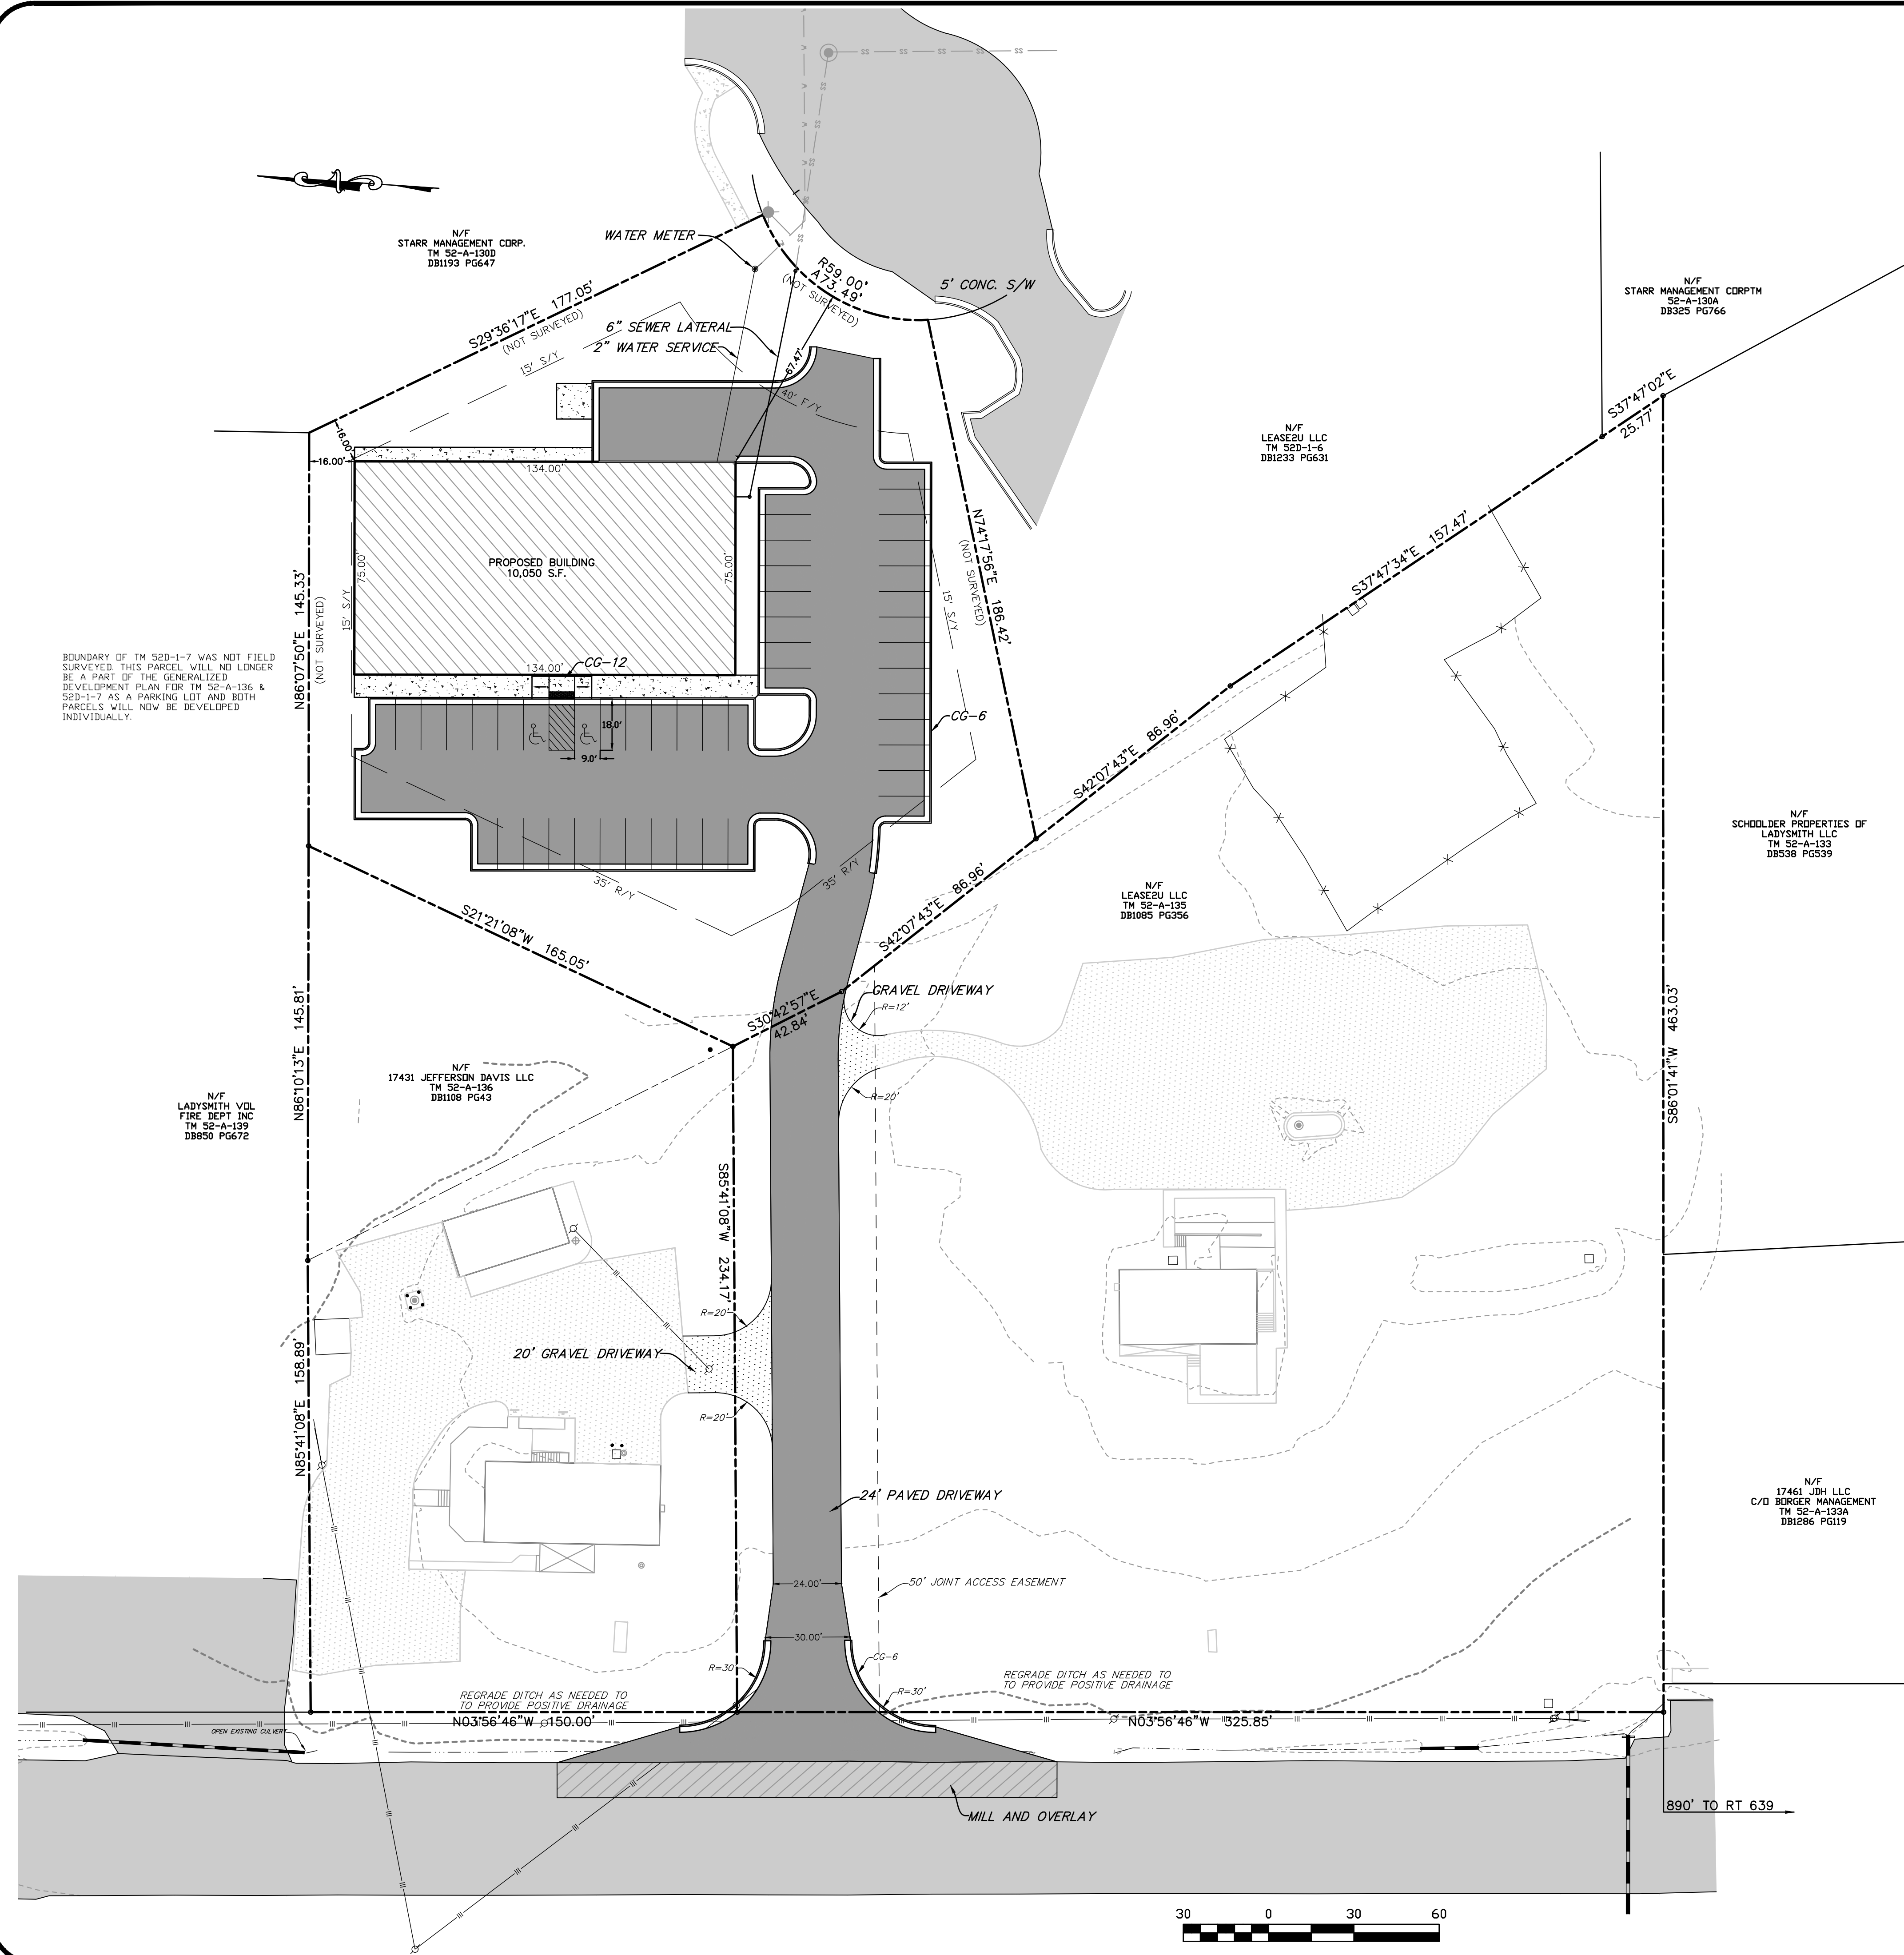 N/F
STARR MANAGEMENT CORP.
TM 52-A-130D
DB1193 PG647
WATER METER
R59.00'
A73.49'
(NOT SURVEYED)
5' CONC. S/W
N/F
STARR MANAGEMENT CORPTM
52-A-130A
DB325 PG766
S29°36'17"E 177.05'
(NOT SURVEYED)
15' S/Y
6" SEWER LATERAL
2" WATER SERVICE
67.47'
40' F/Y
S37°47'02"E
25.77'
N/F
LEASE2U LLC
TM 52D-1-6
DB1233 PG631
16.00'
16.00'
134.00'
PROPOSED BUILDING
10,050 S.F.
75.00'
75.00'
15' S/Y
N86°07'50"E 145.33'
(NOT SURVEYED)
N74°17'56"E 186.42'
(NOT SURVEYED)
15' S/Y
S37°47'34"E 157.47'
BOUNDARY OF TM 52D-1-7 WAS NOT FIELD
SURVEYED. THIS PARCEL WILL NO LONGER
BE A PART OF THE GENERALIZED
DEVELOPMENT PLAN FOR TM 52-A-136 &
52D-1-7 AS A PARKING LOT AND BOTH
PARCELS WILL NOW BE DEVELOPED
INDIVIDUALLY.
134.00'
CG-12
18.0'
9.0'
CG-6
S42°07'43"E 86.96'
N/F
SCHOOLDER PROPERTIES OF
LADYSMITH LLC
TM 52-A-133
DB538 PG539
35' R/Y
35' R/Y
S42°07'43"E 86.96'
N/F
LEASE2U LLC
TM 52-A-135
DB1085 PG356
S21°21'08"W 165.05'
S30°42'57"E
42.84'
GRAVEL DRIVEWAY
R=12'
R=20'
N86°10'13"E 145.81'
S86°01'41"W 463.03'
N/F
17431 JEFFERSON DAVIS LLC
TM 52-A-136
DB1108 PG43
N/F
LADYSMITH VOL
FIRE DEPT INC
TM 52-A-139
DB850 PG672
S85°41'08"W 234.17'
R=20'
20' GRAVEL DRIVEWAY
R=20'
N85°41'08"E 158.89'
24' PAVED DRIVEWAY
N/F
17461 JDH LLC
C/O BORGER MANAGEMENT
TM 52-A-133A
DB1286 PG119
24.00'
50' JOINT ACCESS EASEMENT
30.00'
R=30
CG-6
R=30'
REGRADE DITCH AS NEEDED TO
TO PROVIDE POSITIVE DRAINAGE
REGRADE DITCH AS NEEDED TO
TO PROVIDE POSITIVE DRAINAGE
N03°56'46"W 150.00'
N03°56'46"W 325.85'
OPEN EXISTING CULVERT
MILL AND OVERLAY
890' TO RT 639
30 0 30 60